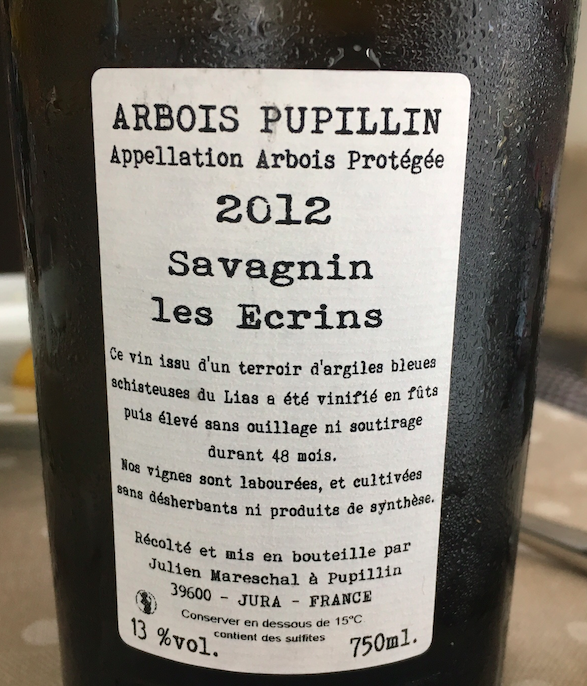 ARBOIS PUPILLIN
Appellation Arbois Protégée
2012
Savagnin
les Ecrins
Ce vin issu d'un terroir d'argiles bleues
schisteuses du Lias a été vinifié en fûts
puis élevé sans ouillage ni soutirage
durant 48 mois.
Nos vignes sont labourées, et cultivées
sans désherbants ni produits de synthèse.
Récolté et mis en bouteille par
Julien Mareschal à Pupillin
39600 - JURA - FRANCE
Conserver en dessous de 15°C
contient des sulfites
13 %vol.
750ml.